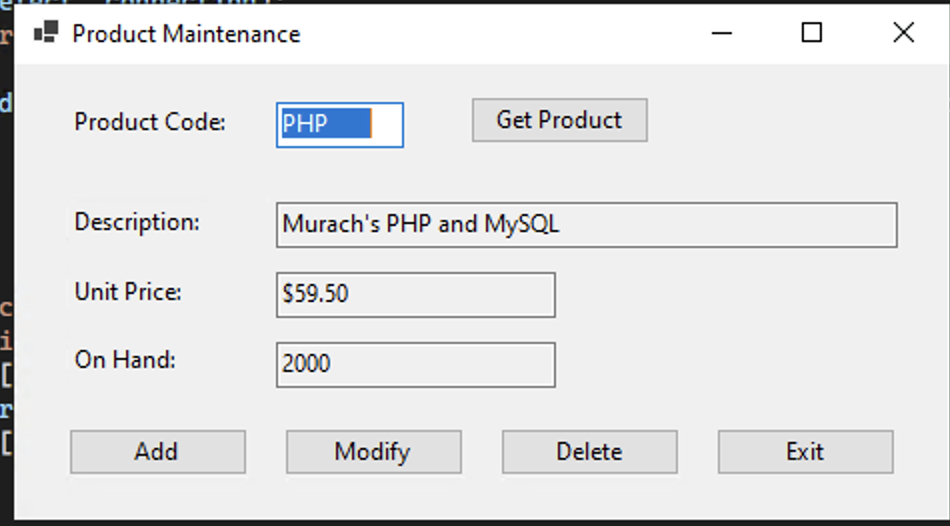 Product Maintenance
Product Code: PHP Get Product
Description: Murach's PHP and MySQL
Unit Price: $59.50
On Hand: 2000
Add Modify Delete Exit